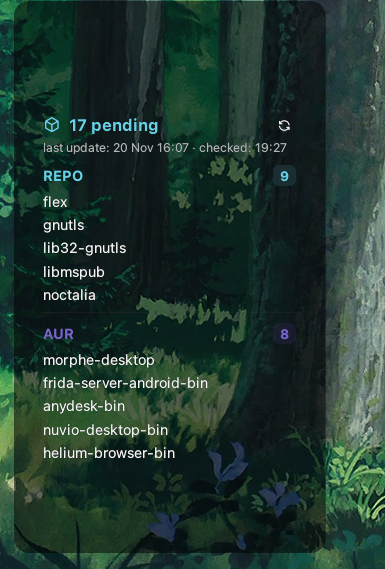 17 pending
last update: 20 Nov 16:07 · checked: 19:27
REPO 9
flex
gnutls
lib32-gnutls
libmspub
noctalia
AUR 8
morphe-desktop
frida-server-android-bin
anydesk-bin
nuvio-desktop-bin
helium-browser-bin